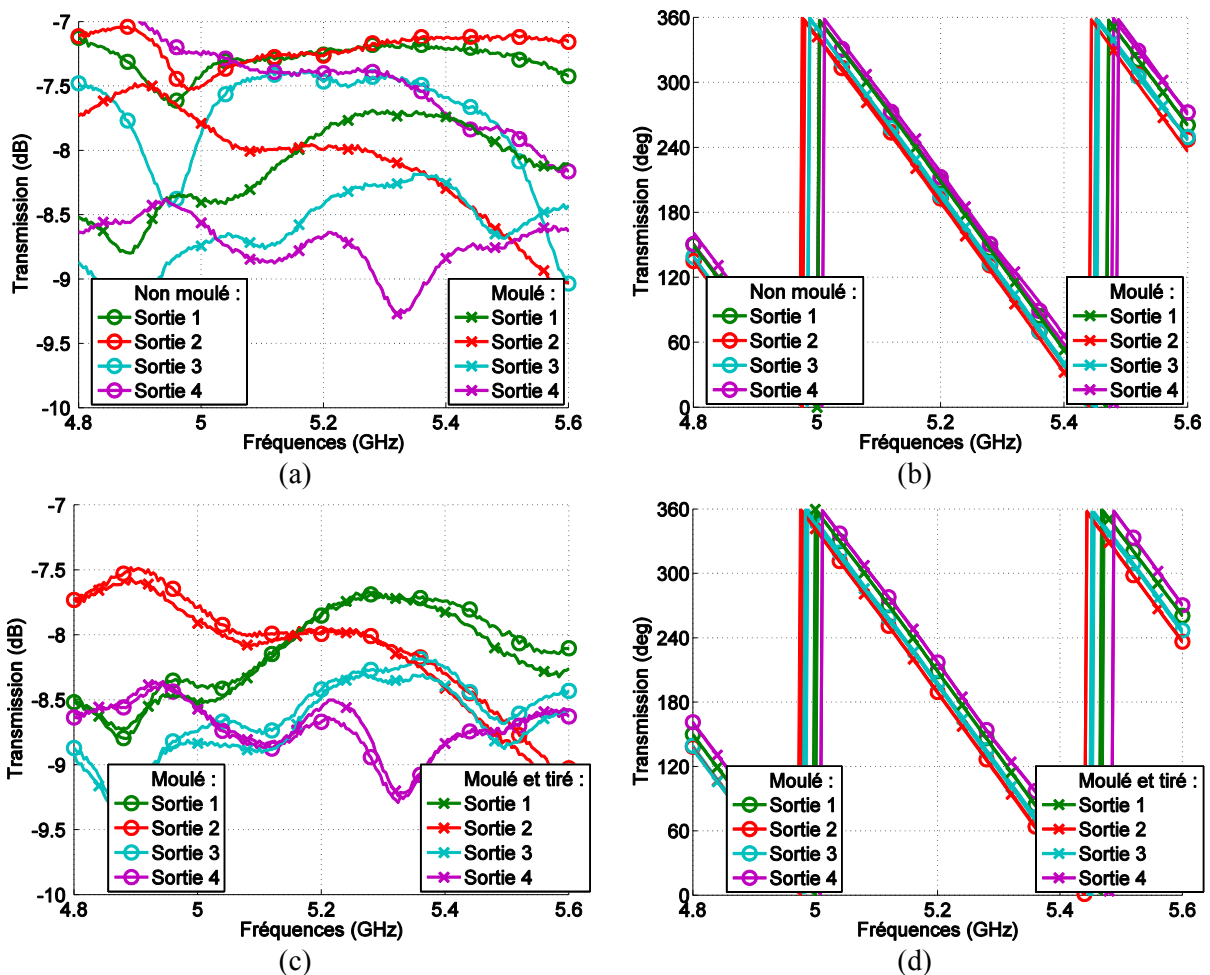 -7
-7.5
-8
-8.5
-9
-9.5
-10
Transmission (dB)
4.8 5 5.2 5.4 5.6
Fréquences (GHz)
Non moulé :
Sortie 1
Sortie 2
Sortie 3
Sortie 4
Moulé :
Sortie 1
Sortie 2
Sortie 3
Sortie 4
(a)
360
300
240
180
120
60
0
Transmission (deg)
4.8 5 5.2 5.4 5.6
Fréquences (GHz)
Non moulé :
Sortie 1
Sortie 2
Sortie 3
Sortie 4
Moulé :
Sortie 1
Sortie 2
Sortie 3
Sortie 4
(b)
-7
-7.5
-8
-8.5
-9
-9.5
-10
Transmission (dB)
4.8 5 5.2 5.4 5.6
Fréquences (GHz)
Moulé :
Sortie 1
Sortie 2
Sortie 3
Sortie 4
Moulé et tiré :
Sortie 1
Sortie 2
Sortie 3
Sortie 4
(c)
360
300
240
180
120
60
0
Transmission (deg)
4.8 5 5.2 5.4 5.6
Fréquences (GHz)
Moulé :
Sortie 1
Sortie 2
Sortie 3
Sortie 4
Moulé et tiré :
Sortie 1
Sortie 2
Sortie 3
Sortie 4
(d)